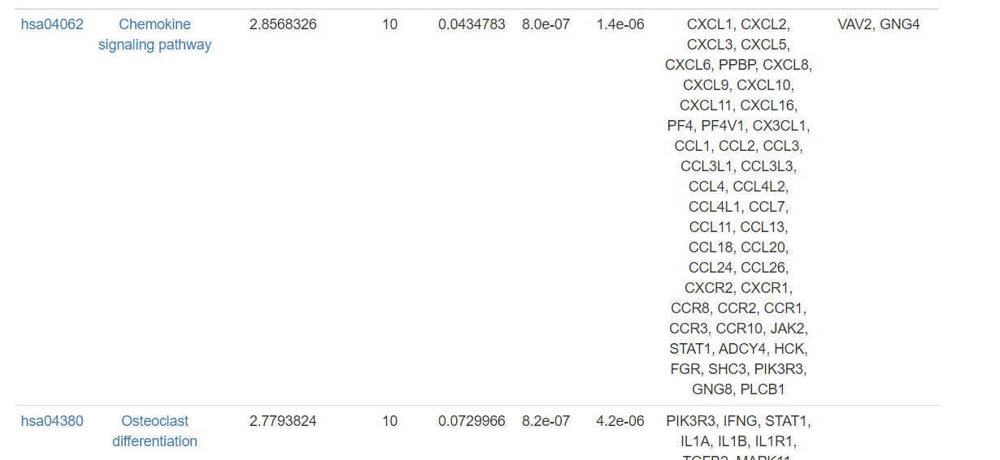 hsa04062 Chemokine 2.8568326 10 0.0434783 8.0e-07 1.4e-06 CXCL1, CXCL2, VAV2, GNG4
signaling pathway CCL3, CXCL5,
CXCL6, PPBP, CXCL8,
CXCL9, CXCL10,
CXCL11, CXCL16,
PF4, PF4V1, CX3CL1,
CCL1, CCL2, CCL3,
CCL3L1, CCL3L3,
CCL4, CCL4L2,
CCL4L1, CCL7,
CCL11, CCL13,
CCL18, CCL20,
CCL24, CCL26,
CXCR2, CXCR1,
CCR8, CCR2, CCR1,
CCR3, CCR10, JAK2,
STAT1, ADCY4, HCK,
FGR, SHC3, PIK3R3,
GNG8, PLCB1
hsa04380 Osteoclast 2.7793824 10 0.0729966 8.2e-07 4.2e-06 PIK3R3, IFNG, STAT1,
differentiation IL1A, IL1B, IL1R1,
TGFB2, MAPK11,